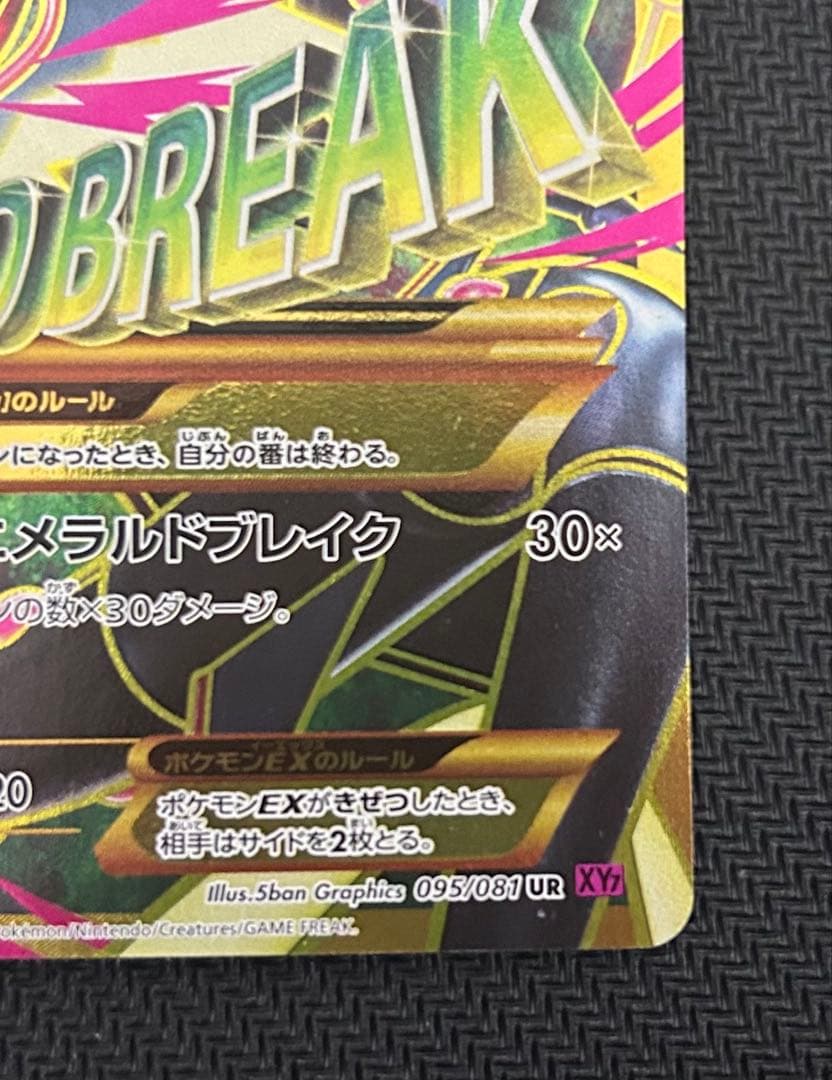 BREAK
のルール
ンになったとき、自分の番は終わる。
エメラルドブレイク 30×
ンの数×30ダメージ。
20
ポケモンEXのルール
ポケモンEXがきぜつしたとき、
相手はサイドを2枚とる。
Illus.5ban Graphics 095/081 UR XY7
okémon/Nintendo/Creatures/GAME FREAK.